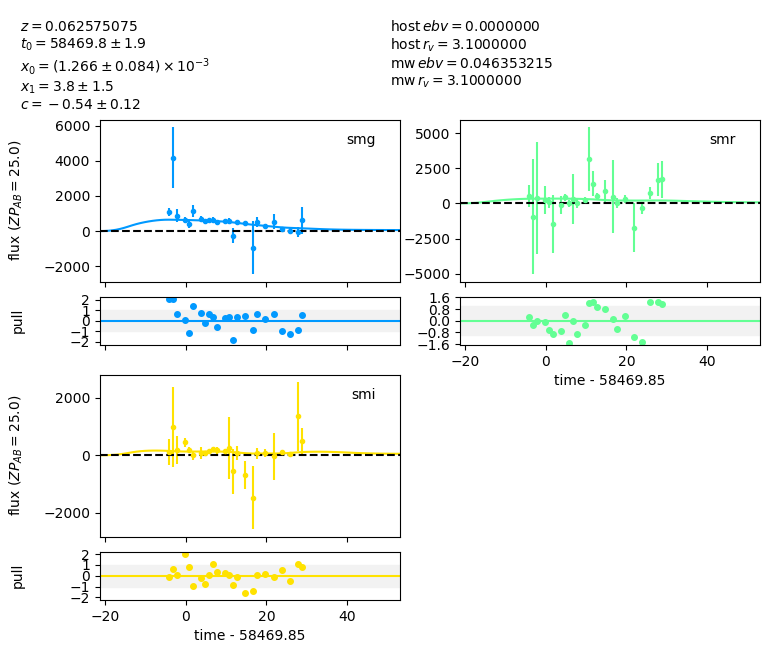 z = 0.062575075
t₀ = 58469.8 ± 1.9
x₀ = (1.266 ± 0.084) × 10⁻³
x₁ = 3.8 ± 1.5
c = −0.54 ± 0.12
host ebv = 0.0000000
host r_v = 3.1000000
mw ebv = 0.046353215
mw r_v = 3.1000000
flux (ZP_AB = 25.0)
6000
4000
2000
0
−2000
smg
5000
2500
0
−2500
−5000
smr
pull
2
1
0
−1
−2
1.6
0.8
0.0
−0.8
−1.6
−20
0
20
40
time - 58469.85
flux (ZP_AB = 25.0)
2000
0
−2000
smi
pull
2
1
0
−1
−2
−20
0
20
40
time - 58469.85